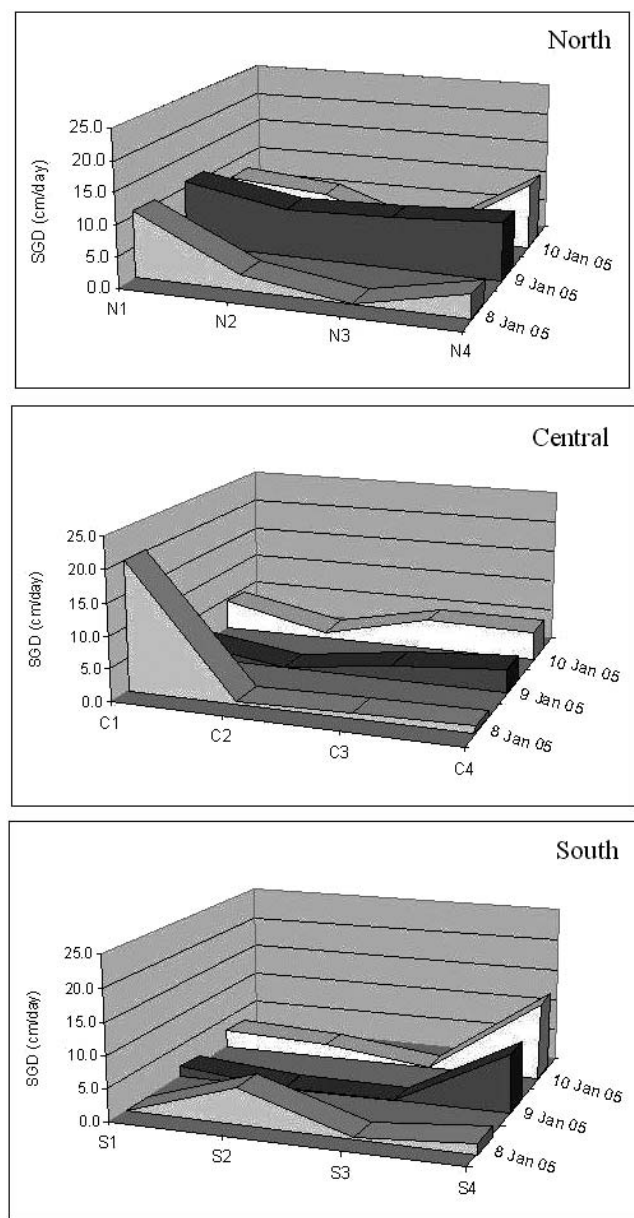 North
25.0
20.0
15.0
10.0
5.0
0.0
SGD (cm/day)
N1
N2
N3
N4
8 Jan 05
9 Jan 05
10 Jan 05
Central
25.0
20.0
15.0
10.0
5.0
0.0
SGD (cm/day)
C1
C2
C3
C4
8 Jan 05
9 Jan 05
10 Jan 05
South
25.0
20.0
15.0
10.0
5.0
0.0
SGD (cm/day)
S1
S2
S3
S4
8 Jan 05
9 Jan 05
10 Jan 05